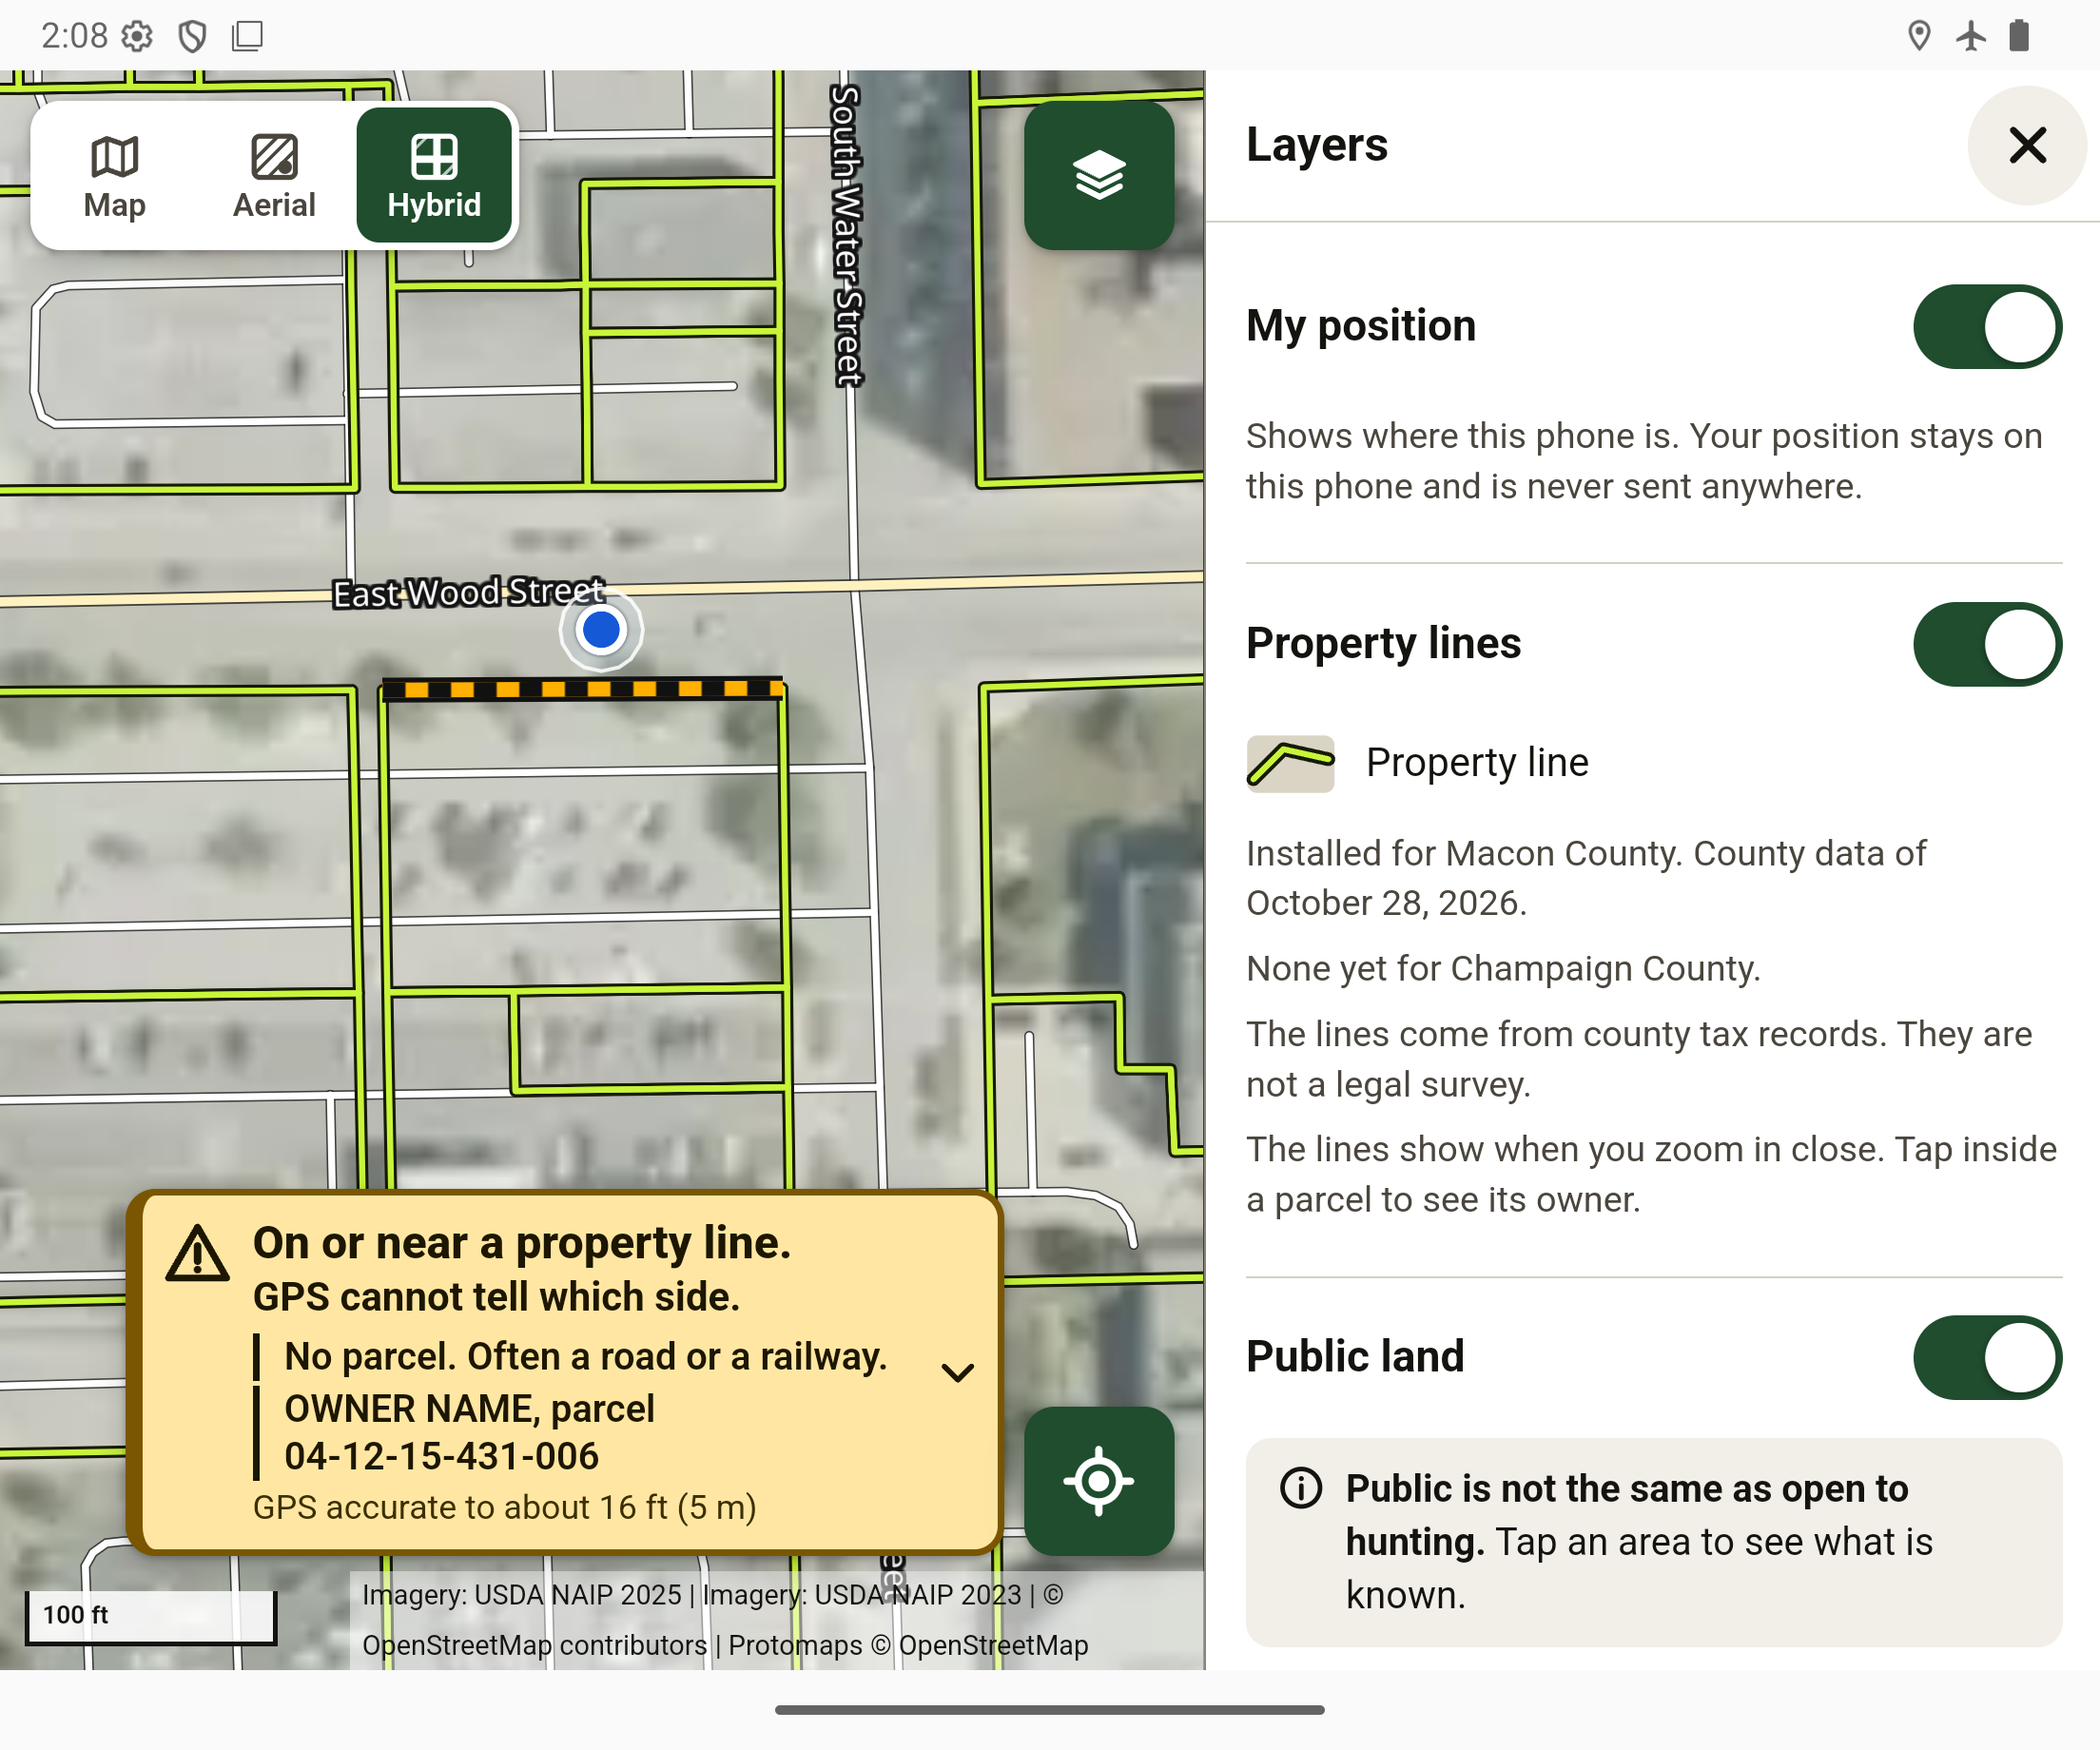 2:08
Map
Aerial
Hybrid
South Water Street
East Wood Street
On or near a property line.
GPS cannot tell which side.
No parcel. Often a road or a railway.
OWNER NAME, parcel
04-12-15-431-006
GPS accurate to about 16 ft (5 m)
100 ft
Imagery: USDA NAIP 2025 | Imagery: USDA NAIP 2023 | ©
OpenStreetMap contributors | Protomaps © OpenStreetMap
Layers
My position
Shows where this phone is. Your position stays on
this phone and is never sent anywhere.
Property lines
Property line
Installed for Macon County. County data of
October 28, 2026.
None yet for Champaign County.
The lines come from county tax records. They are
not a legal survey.
The lines show when you zoom in close. Tap inside
a parcel to see its owner.
Public land
Public is not the same as open to
hunting. Tap an area to see what is
known.